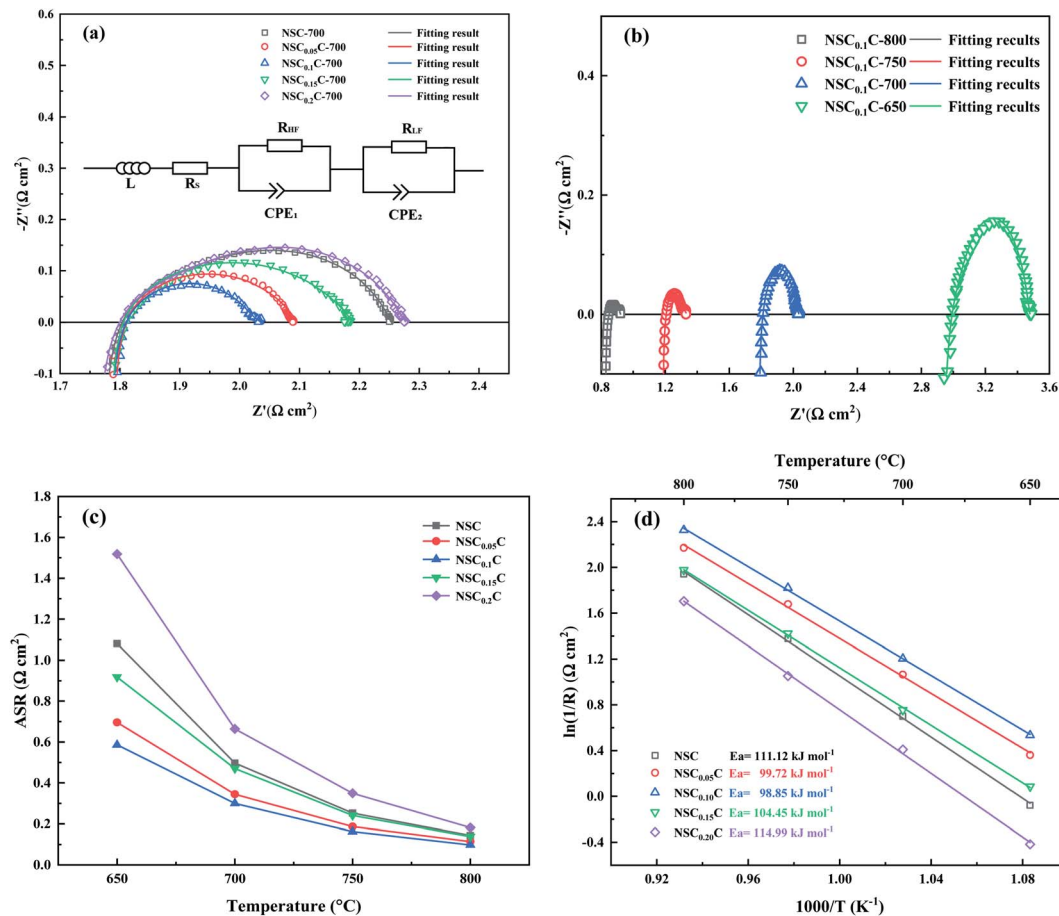 (a)
NSC-700 Fitting result
NSC0.05C-700 Fitting result
NSC0.1C-700 Fitting result
NSC0.15C-700 Fitting result
NSC0.2C-700 Fitting result
L
RS
RHF
CPE1
RLF
CPE2
-Z''(Ω cm2)
0.6
0.5
0.4
0.3
0.2
0.1
0.0
-0.1
1.7 1.8 1.9 2.0 2.1 2.2 2.3 2.4
Z'(Ω cm2)
(b)
NSC0.1C-800 Fitting recults
NSC0.1C-750 Fitting recults
NSC0.1C-700 Fitting recults
NSC0.1C-650 Fitting recults
-Z''(Ω cm2)
-0.4
-0.2
0.0
0.8 1.2 1.6 2.0 2.4 2.8 3.2 3.6
Z'(Ω cm2)
(c)
NSC
NSC0.05C
NSC0.1C
NSC0.15C
NSC0.2C
ASR (Ω cm2)
1.8
1.6
1.4
1.2
1.0
0.8
0.6
0.4
0.2
0.0
650 700 750 800
Temperature (°C)
Temperature (°C)
800 750 700 650
(d)
ln(1/R) (Ω cm2)
2.4
2.0
1.6
1.2
0.8
0.4
0.0
-0.4
NSC Ea= 111.12 kJ mol-1
NSC0.05C Ea= 99.72 kJ mol-1
NSC0.10C Ea= 98.85 kJ mol-1
NSC0.15C Ea= 104.45 kJ mol-1
NSC0.20C Ea= 114.99 kJ mol-1
0.92 0.96 1.00 1.04 1.08
1000/T (K-1)